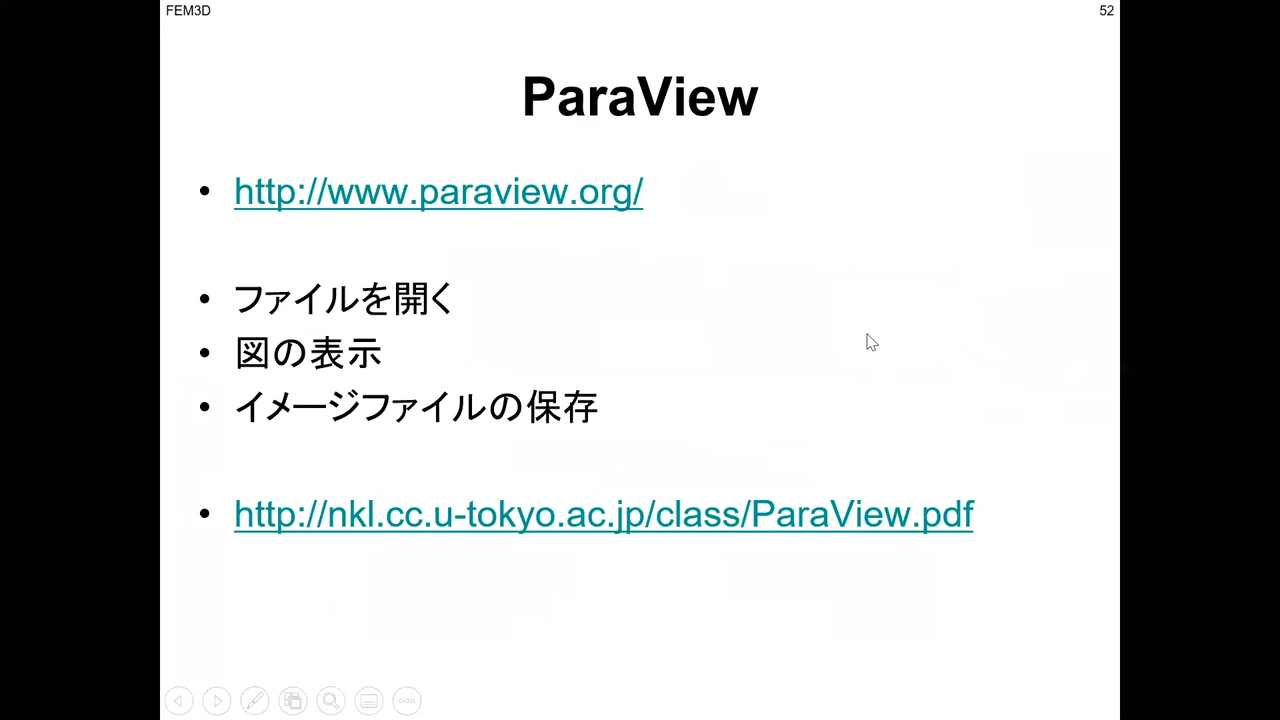 FEM3D
52
ParaView
• http://www.paraview.org/
• ファイルを開く
• 図の表示
• イメージファイルの保存
• http://nkl.cc.u-tokyo.ac.jp/class/ParaView.pdf